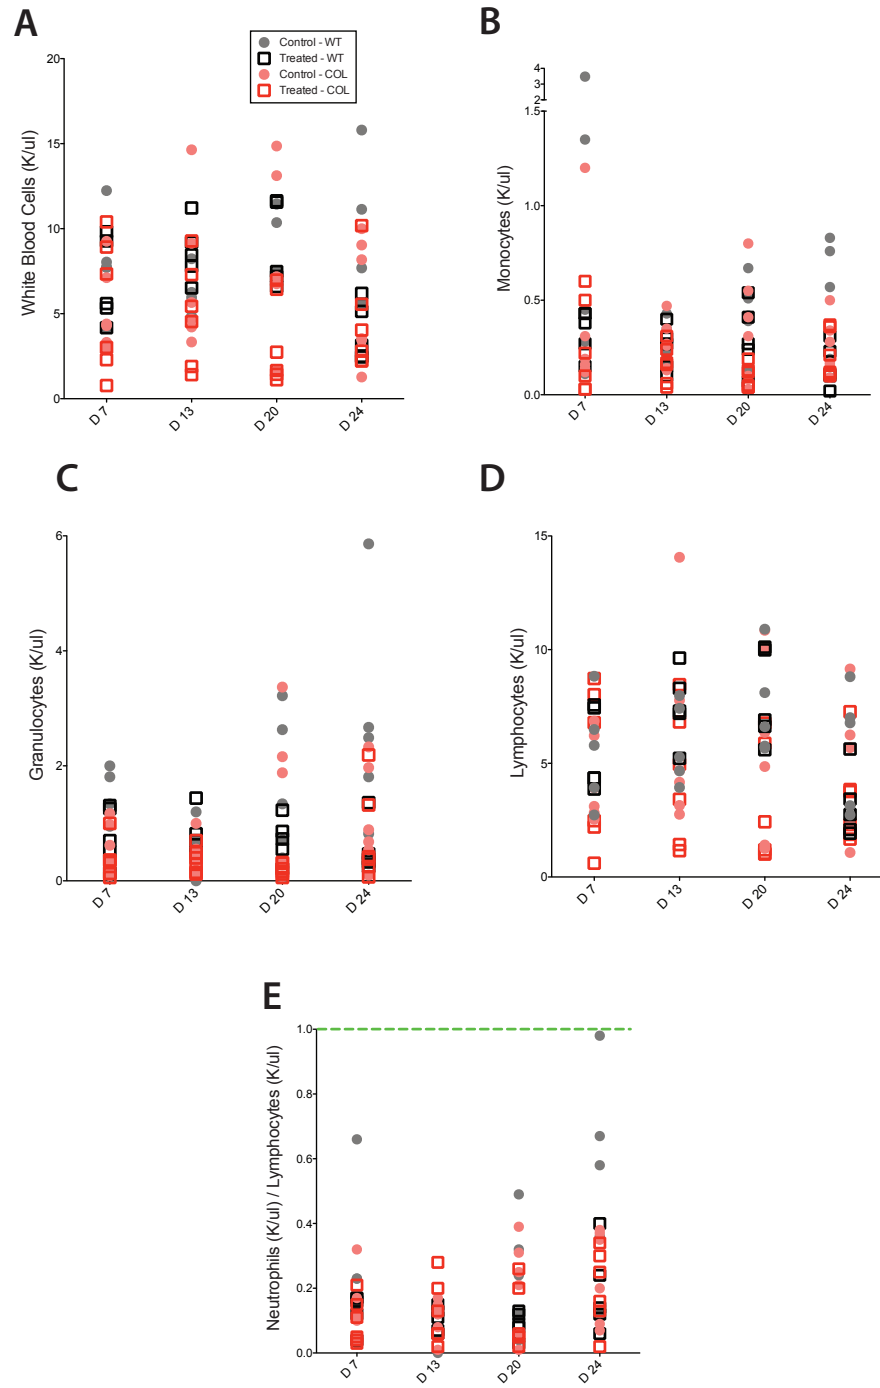 A
B
Control - WT
Treated - WT
Control - COL
Treated - COL
White Blood Cells (K/ul)
20
15
10
5
0
D 7
D 13
D 20
D 24
Monocytes (K/ul)
4
3
2
1.5
1.0
0.5
0.0
D 7
D 13
D 20
D 24
C
D
Granulocytes (K/ul)
6
4
2
0
D 7
D 13
D 20
D 24
Lymphocytes (K/ul)
15
10
5
0
D 7
D 13
D 20
D 24
E
Neutrophils (K/ul) / Lymphocytes (K/ul)
1.0
0.8
0.6
0.4
0.2
0.0
D 7
D 13
D 20
D 24